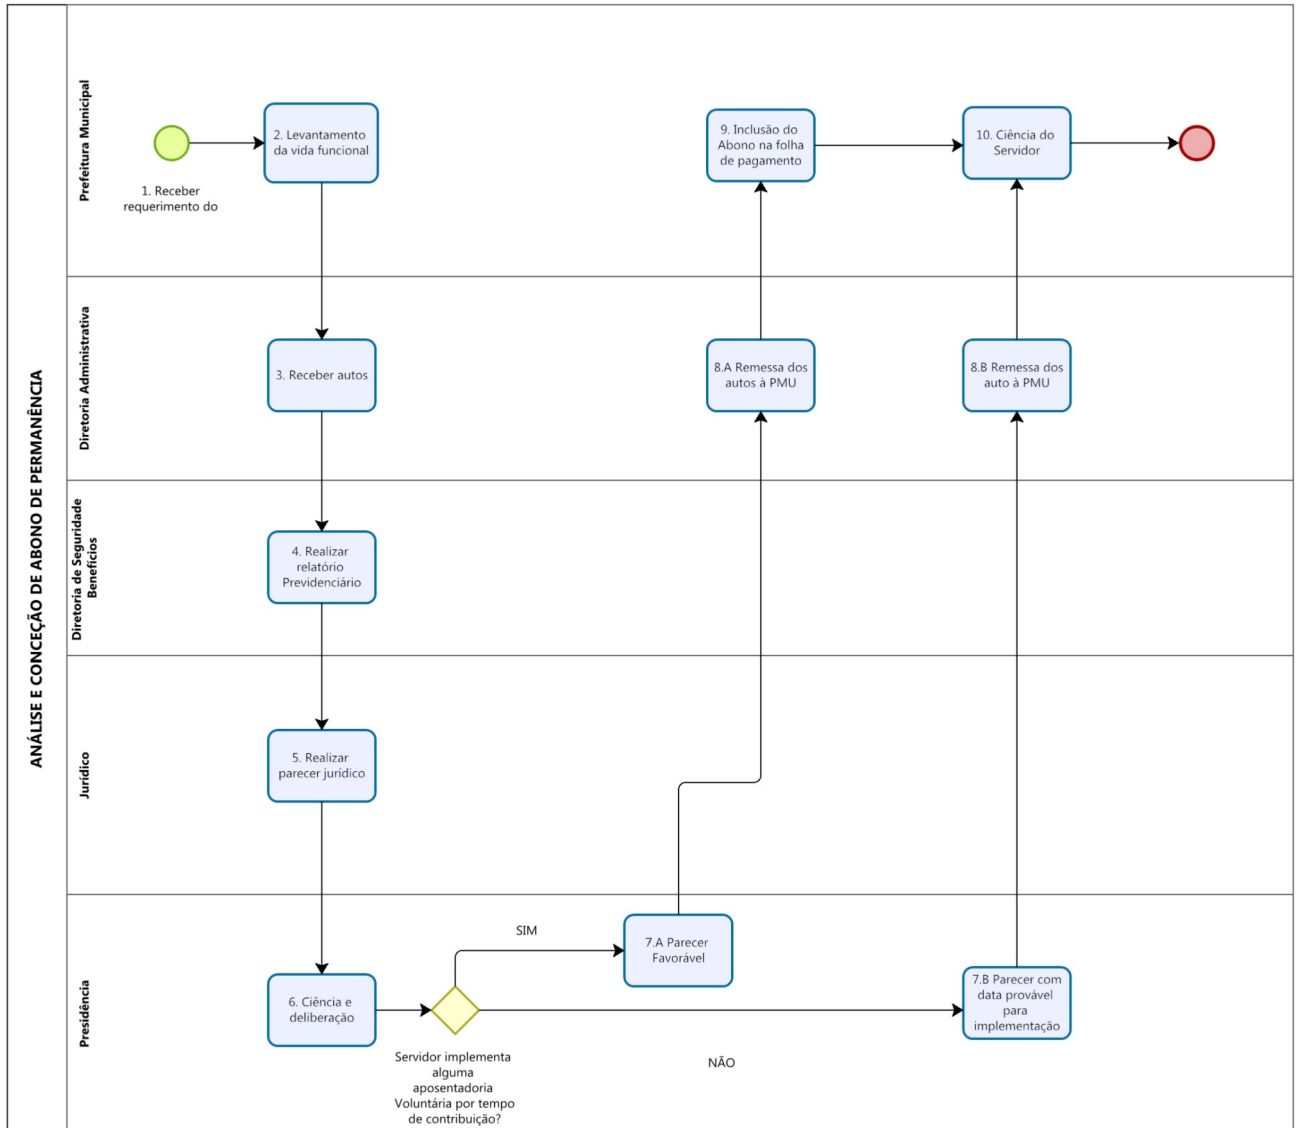 ANÁLISE E CONCEÇÃO DE ABONO DE PERMANÊNCIA
Prefeitura Municipal
1. Receber
requerimento do
2. Levantamento
da vida funcional
9. Inclusão do
Abono na folha
de pagamento
10. Ciência do
Servidor
Diretoria Administrativa
3. Receber autos
8.A Remessa dos
autos à PMU
8.B Remessa dos
auto à PMU
Diretoria de Seguridade
Benefícios
4. Realizar
relatório
Previdenciário
Jurídico
5. Realizar
parecer jurídico
Presidência
6. Ciência e
deliberação
Servidor implementa
alguma
aposentadoria
Voluntária por tempo
de contribuição?
SIM
7.A Parecer
Favorável
NÃO
7.B Parecer com
data provável
para
implementação